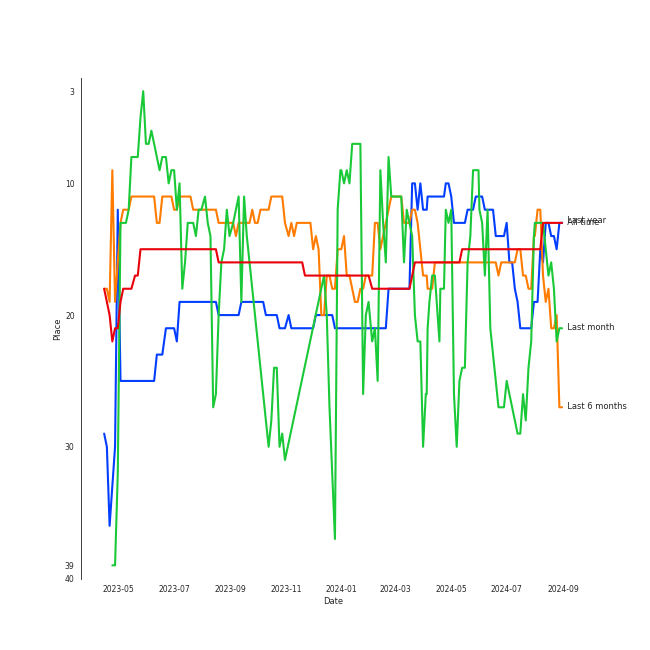 3
10
20
30
39
40
Place
2023-05
2023-07
2023-09
2023-11
2024-01
2024-03
2024-05
2024-07
2024-09
Date
Last year
All time
Last month
Last 6 months